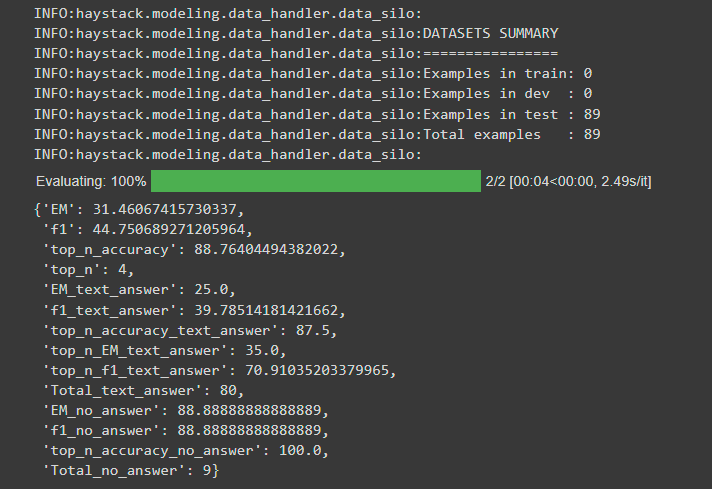 INFO:haystack.modeling.data_handler.data_silo:
INFO:haystack.modeling.data_handler.data_silo:DATASETS SUMMARY
INFO:haystack.modeling.data_handler.data_silo:================
INFO:haystack.modeling.data_handler.data_silo:Examples in train: 0
INFO:haystack.modeling.data_handler.data_silo:Examples in dev  : 0
INFO:haystack.modeling.data_handler.data_silo:Examples in test : 89
INFO:haystack.modeling.data_handler.data_silo:Total examples   : 89
INFO:haystack.modeling.data_handler.data_silo:
Evaluating: 100% 2/2 [00:04<00:00, 2.49s/it]
{'EM': 31.46067415730337,
 'f1': 44.750689271205964,
 'top_n_accuracy': 88.76404494382022,
 'top_n': 4,
 'EM_text_answer': 25.0,
 'f1_text_answer': 39.78514181421662,
 'top_n_accuracy_text_answer': 87.5,
 'top_n_EM_text_answer': 35.0,
 'top_n_f1_text_answer': 70.91035203379965,
 'Total_text_answer': 80,
 'EM_no_answer': 88.88888888888889,
 'f1_no_answer': 88.88888888888889,
 'top_n_accuracy_no_answer': 100.0,
 'Total_no_answer': 9}